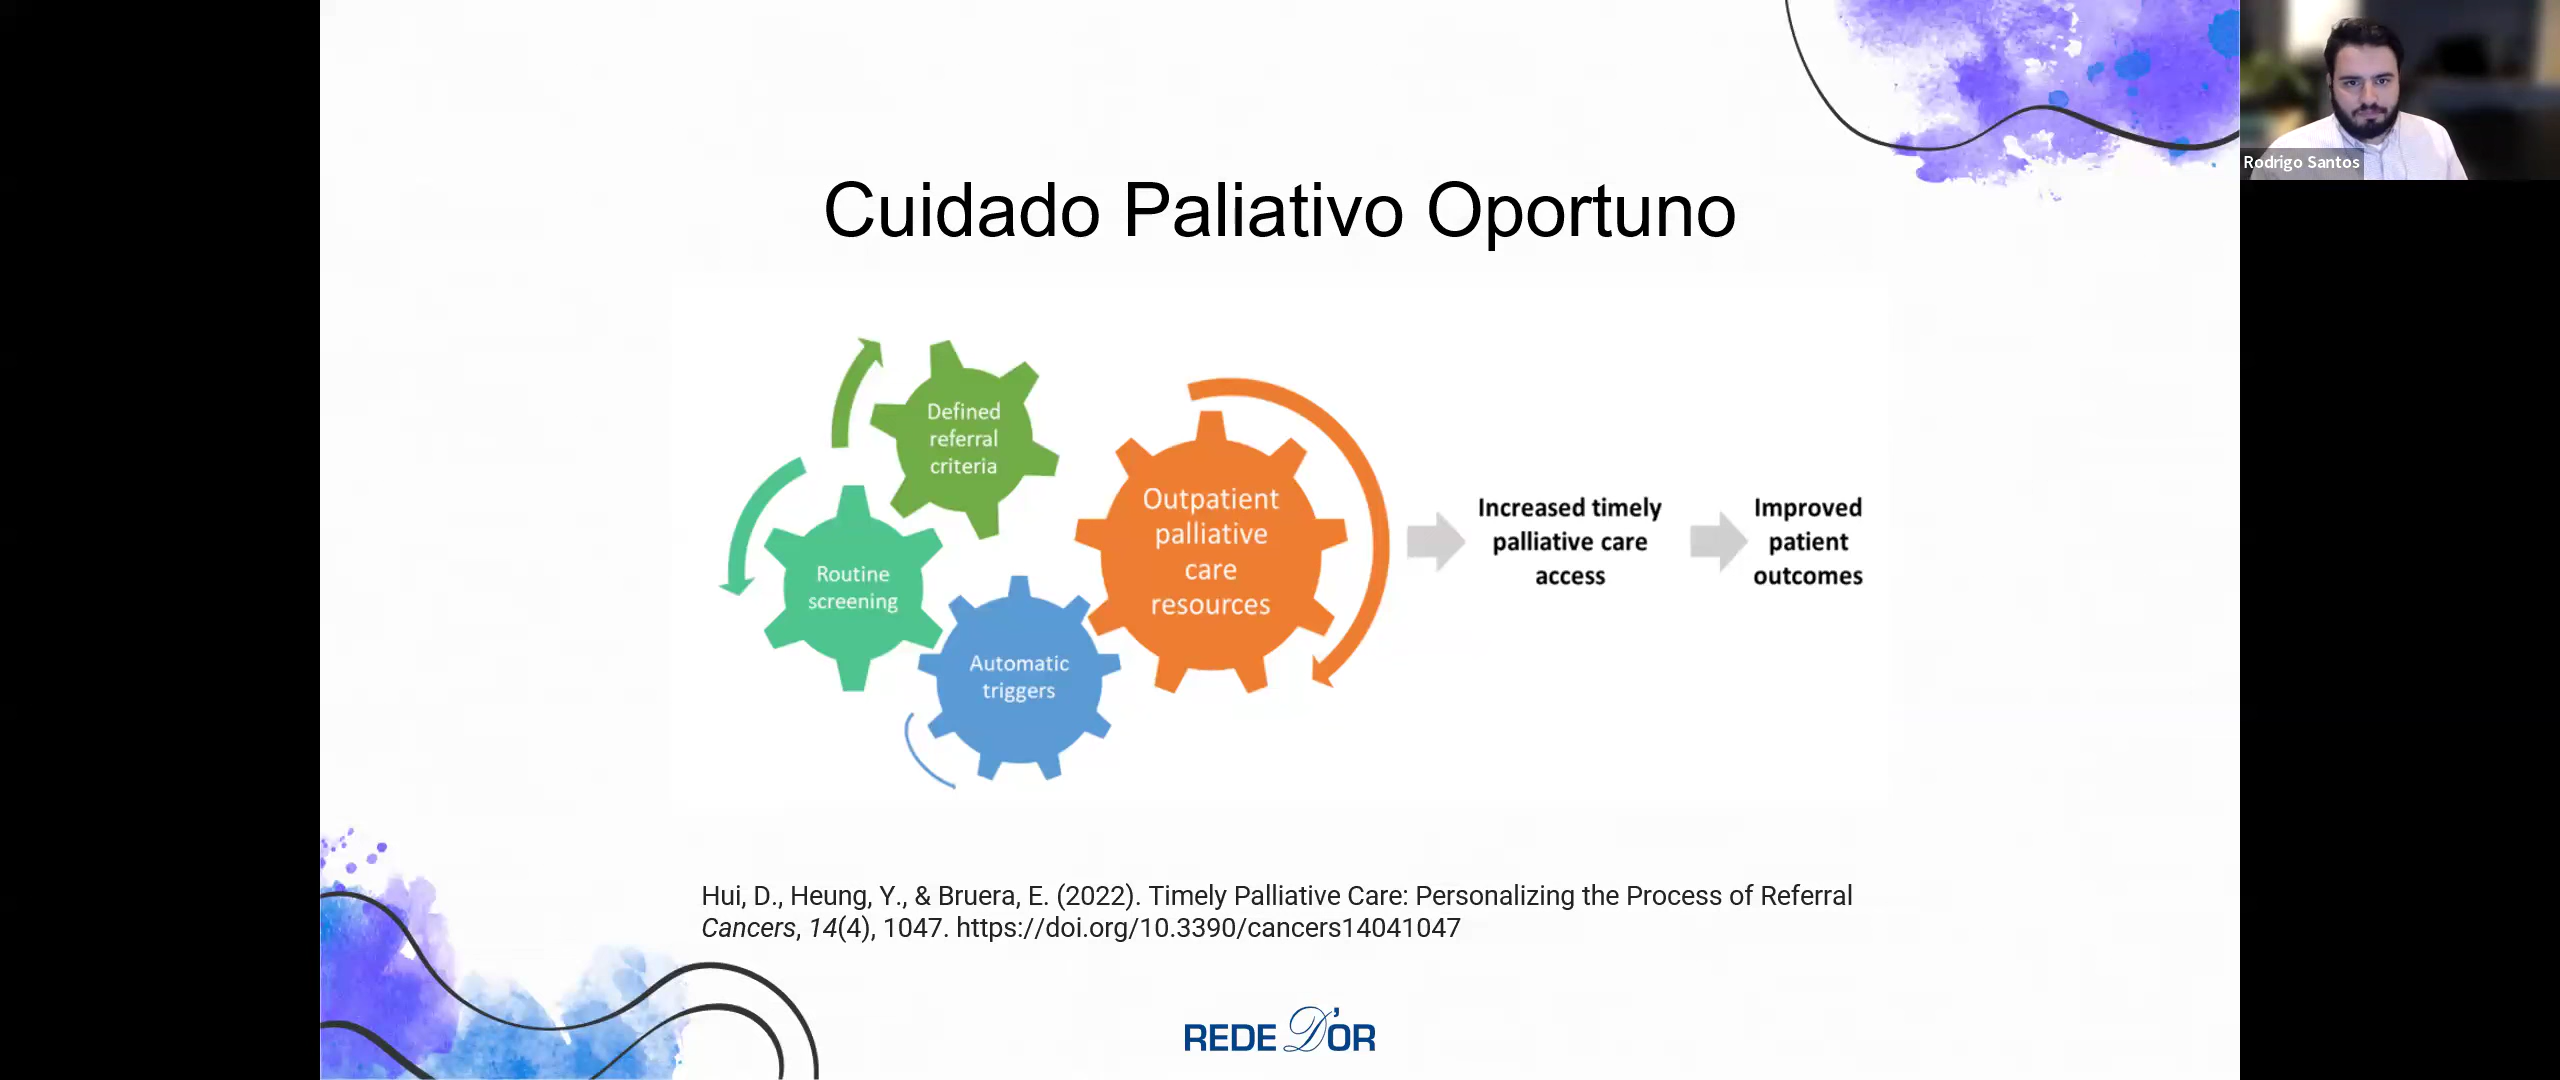 Rodrigo Santos
Cuidado Paliativo Oportuno
Defined
referral
criteria
Routine
screening
Automatic
triggers
Outpatient
palliative
care
resources
Increased timely
palliative care
access
Improved
patient
outcomes
Hui, D., Heung, Y., & Bruera, E. (2022). Timely Palliative Care: Personalizing the Process of Referral
Cancers, 14(4), 1047. https://doi.org/10.3390/cancers14041047
REDE D'OR